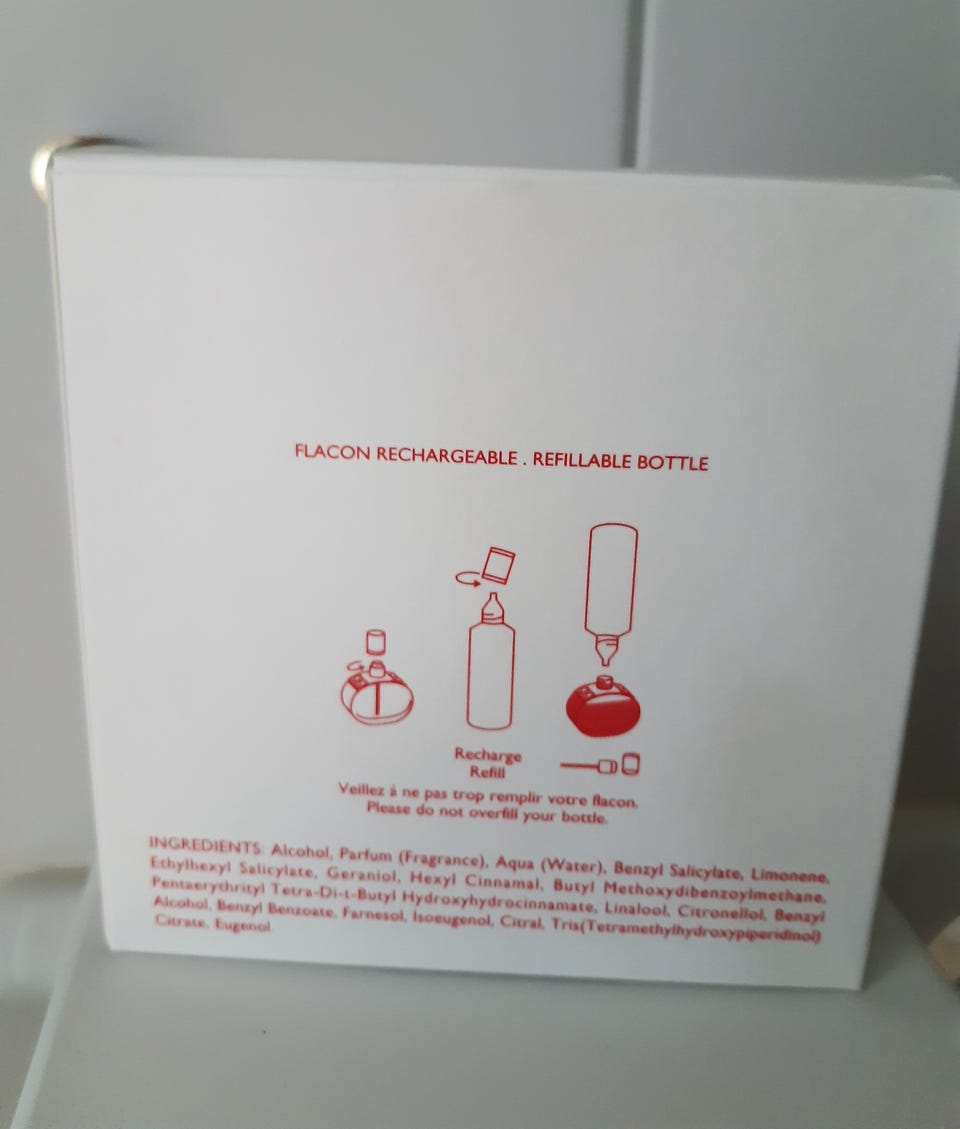 FLACON RECHARGEABLE . REFILLABLE BOTTLE
Recharge
Refill
Veillez à ne pas trop remplir votre flacon.
Please do not overfill your bottle.
INGREDIENTS: Alcohol, Parfum (Fragrance), Aqua (Water), Benzyl Salicylate, Limonene,
Ethylhexyl Salicylate, Geraniol, Hexyl Cinnamal, Butyl Methoxydibenzoylmethane,
Pentaerythrityl Tetra-Di-t-Butyl Hydroxyhydrocinnamate, Linalool, Citronellol, Benzyl
Alcohol, Benzyl Benzoate, Farnesol, Isoeugenol, Citral, Tris(Tetramethylhydroxypiperidinol)
Citrate, Eugenol